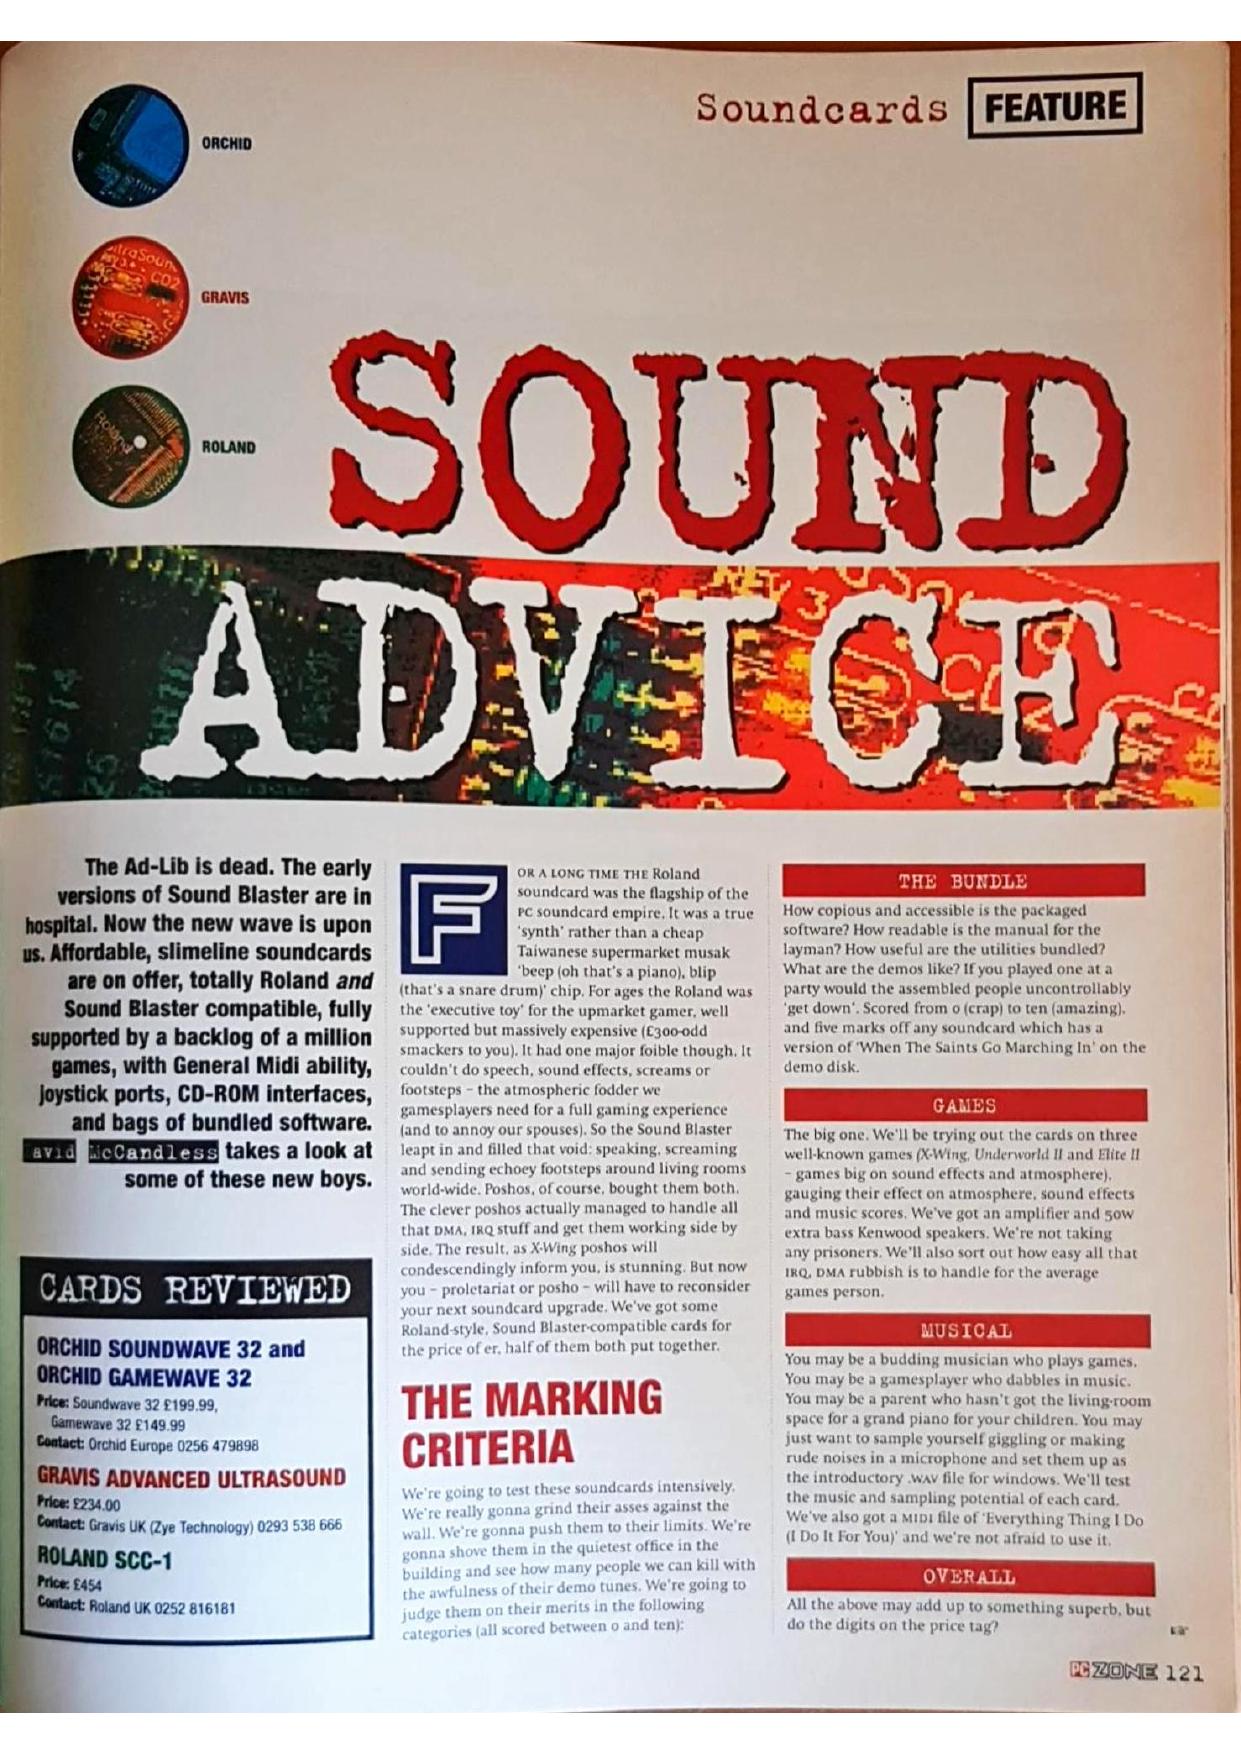 Soundcards FEATURE
ORCHID
GRAVIS
ROLAND
SOUND
ADVICE
The Ad-Lib is dead. The early
versions of Sound Blaster are in
hospital. Now the new wave is upon
us. Affordable, slimeline soundcards
are on offer, totally Roland and
Sound Blaster compatible, fully
supported by a backlog of a million
games, with General Midi ability,
joystick ports, CD-ROM interfaces,
and bags of bundled software.
avid McCandless takes a look at
some of these new boys.
CARDS REVIEWED
ORCHID SOUNDWAVE 32 and
ORCHID GAMEWAVE 32
Price: Soundwave 32 £199.99,
Gamewave 32 £149.99
Contact: Orchid Europe 0256 479898
GRAVIS ADVANCED ULTRASOUND
Price: £234.00
Contact: Gravis UK (Zye Technology) 0293 538 666
ROLAND SCC-1
Price: £454
Contact: Roland UK 0252 816181
FOR A LONG TIME THE Roland
soundcard was the flagship of the
PC soundcard empire. It was a true
'synth' rather than a cheap
Taiwanese supermarket musak
'beep (oh that's a piano), blip
(that's a snare drum)' chip. For ages the Roland was
the 'executive toy' for the upmarket gamer, well
supported but massively expensive (£300-odd
smackers to you). It had one major foible though. It
couldn't do speech, sound effects, screams or
footsteps – the atmospheric fodder we
gamesplayers need for a full gaming experience
(and to annoy our spouses). So the Sound Blaster
leapt in and filled that void: speaking, screaming
and sending echoey footsteps around living rooms
world-wide. Poshos, of course, bought them both.
The clever poshos actually managed to handle all
that DMA, IRQ stuff and get them working side by
side. The result, as X-Wing poshos will
condescendingly inform you, is stunning. But now
you – proletariat or posho – will have to reconsider
your next soundcard upgrade. We've got some
Roland-style, Sound Blaster-compatible cards for
the price of er, half of them both put together.
THE MARKING
CRITERIA
We're going to test these soundcards intensively.
We're really gonna grind their asses against the
wall. We're gonna push them to their limits. We're
gonna shove them in the quietest office in the
building and see how many people we can kill with
the awfulness of their demo tunes. We're going to
judge them on their merits in the following
categories (all scored between 0 and ten):
THE BUNDLE
How copious and accessible is the packaged
software? How readable is the manual for the
layman? How useful are the utilities bundled?
What are the demos like? If you played one at a
party would the assembled people uncontrollably
'get down'. Scored from 0 (crap) to ten (amazing),
and five marks off any soundcard which has a
version of 'When The Saints Go Marching In' on the
demo disk.
GAMES
The big one. We'll be trying out the cards on three
well-known games (X-Wing, Underworld II and Elite II
– games big on sound effects and atmosphere),
gauging their effect on atmosphere, sound effects
and music scores. We've got an amplifier and 50W
extra bass Kenwood speakers. We're not taking
any prisoners. We'll also sort out how easy all that
IRQ, DMA rubbish is to handle for the average
games person.
MUSICAL
You may be a budding musician who plays games.
You may be a gamesplayer who dabbles in music.
You may be a parent who hasn't got the living-room
space for a grand piano for your children. You may
just want to sample yourself giggling or making
rude noises in a microphone and set them up as
the introductory .WAV file for windows. We'll test
the music and sampling potential of each card.
We've also got a MIDI file of 'Everything Thing I Do
(I Do It For You)' and we're not afraid to use it.
OVERALL
All the above may add up to something superb, but
do the digits on the price tag?
PC ZONE 121